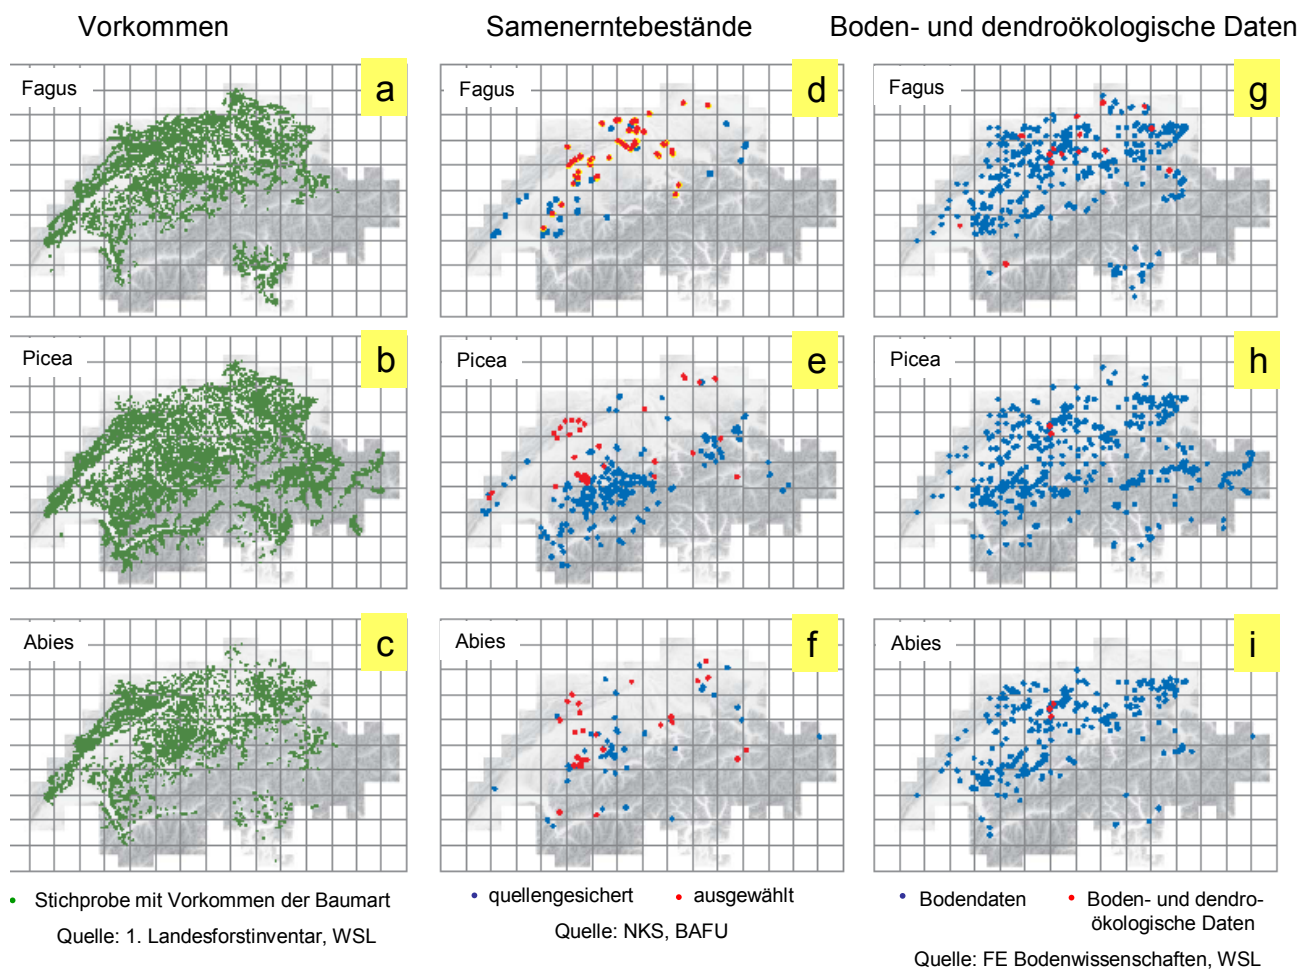 Vorkommen
Samenerntebestände
Boden- und dendroökologische Daten
Fagus
a
Fagus
d
Fagus
g
Picea
b
Picea
e
Picea
h
Abies
c
Abies
f
Abies
i
Stichprobe mit Vorkommen der Baumart
Quelle: 1. Landesforstinventar, WSL
quellengesichert
ausgewählt
Quelle: NKS, BAFU
Bodendaten
Boden- und dendro-
ökologische Daten
Quelle: FE Bodenwissenschaften, WSL